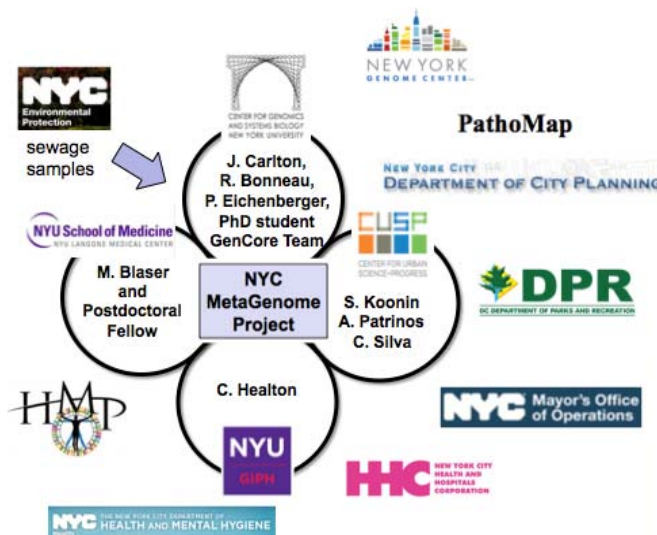 NEW YORK
GENOME CENTER
NYC
Environmental
Protection
sewage
samples
CENTER FOR GENOMICS
AND SYSTEMS BIOLOGY
NEW YORK UNIVERSITY
PathoMap
NEW YORK CITY
DEPARTMENT OF CITY PLANNING
J. Carlton,
R. Bonneau,
P. Eichenberger,
PhD student
GenCore Team
NYU School of Medicine
NYU LANGONE MEDICAL CENTER
CUSP
CENTER FOR URBAN
SCIENCE+PROGRESS
M. Blaser
and
Postdoctoral
Fellow
NYC
MetaGenome
Project
S. Koonin
A. Patrinos
C. Silva
DPR
DC DEPARTMENT OF PARKS AND RECREATION
C. Healton
HMP
NYC Mayor's Office
of Operations
NYU
GIPH
HHC
NEW YORK CITY
HEALTH AND
HOSPITALS
CORPORATION
NYC
THE NEW YORK CITY DEPARTMENT OF
HEALTH AND MENTAL HYGIENE